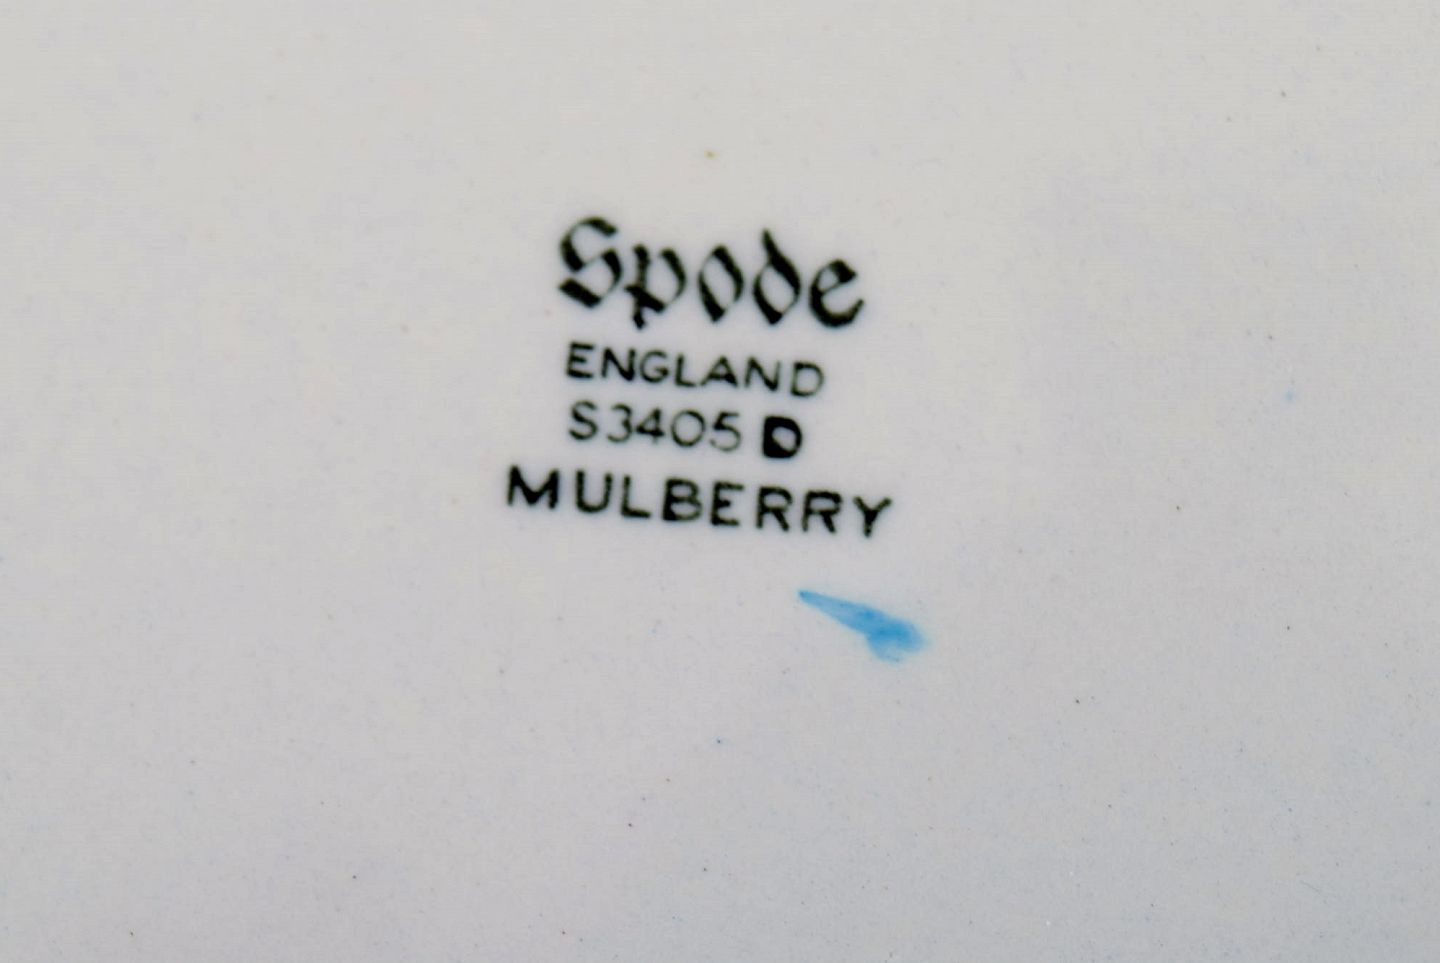 Spode
ENGLAND
S3405 D
MULBERRY